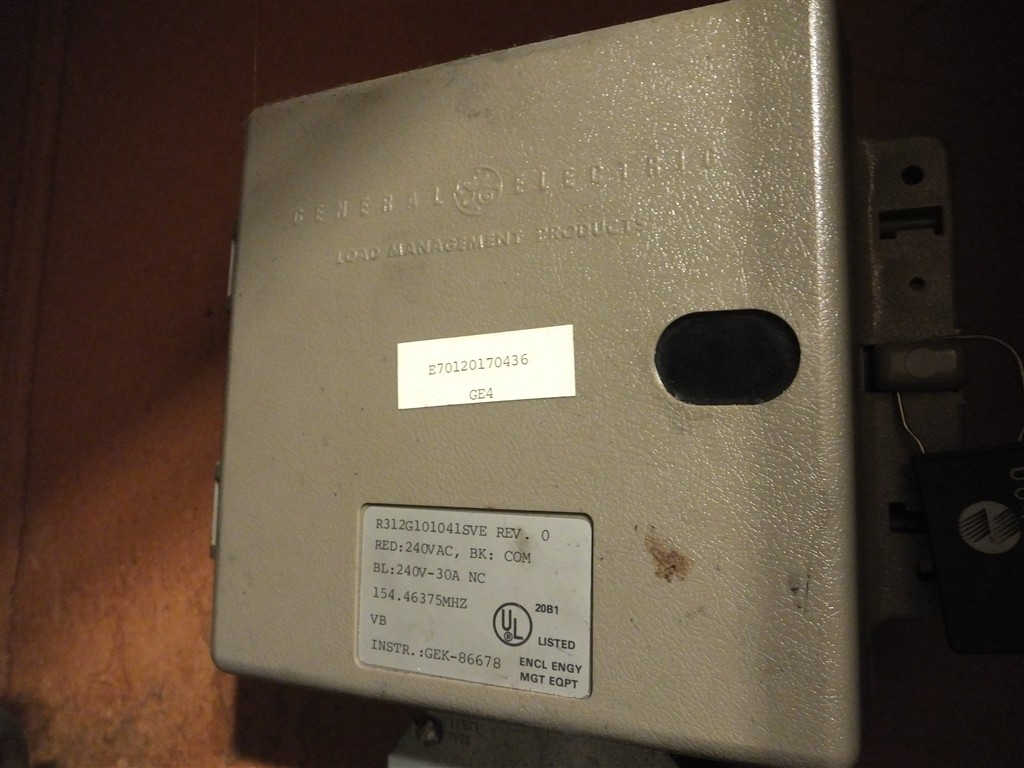 GENERAL GE ELECTRIC
LOAD MANAGEMENT PRODUCTS
E70120170436
GE4
R312G101041SVE REV. 0
RED:240VAC, BK: COM
BL:240V-30A NC
154.46375MHZ
VB
INSTR.:GEK-86678
UL
®
20B1
LISTED
ENCL ENGY
MGT EQPT